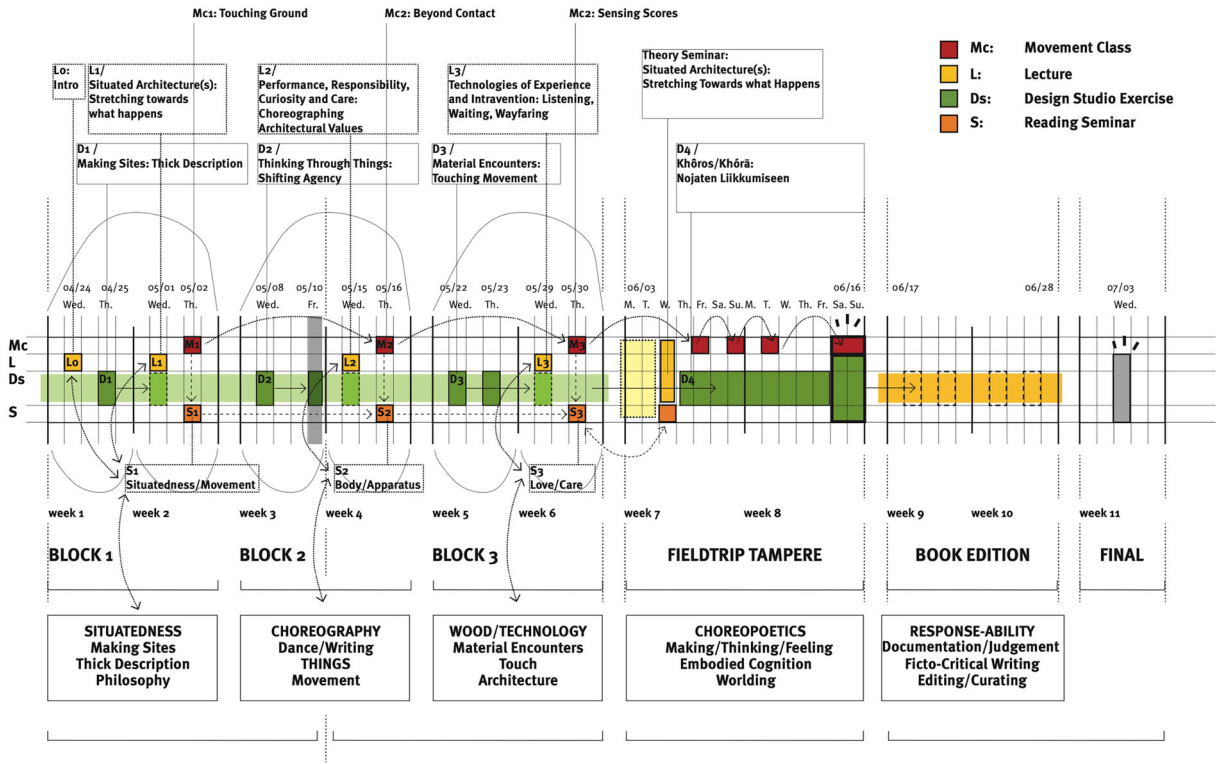 Mc1: Touching Ground
Mc2: Beyond Contact
Mc2: Sensing Scores
Mc: Movement Class
L: Lecture
Ds: Design Studio Exercise
S: Reading Seminar
Lo:
Intro
L1/
Situated Architecture(s):
Stretching towards
what happens
L2/
Performance, Responsibility,
Curiosity and Care:
Choreographing
Architectural Values
L3/
Technologies of Experience
and Intravention: Listening,
Waiting, Wayfaring
Theory Seminar:
Situated Architecture(s):
Stretching Towards what Happens
D1 /
Making Sites: Thick Description
D2 /
Thinking Through Things:
Shifting Agency
D3 /
Material Encounters:
Touching Movement
D4 /
Khôros/Khórā:
Nojaten Liikkumiseen
04/24 04/25 05/01 05/02 05/08 05/10 05/15 05/16 05/22 05/23 05/29 05/30 06/03 06/16 06/17 06/28 07/03
Wed. Th. Wed. Th. Wed. Fr. Wed. Th. Wed. Th. Wed. Th. M. T. W. Th. Fr. Sa. Su. M. T. W. Th. Fr. Sa. Su. Wed.
Mc M1 M2 M3
L Lo L1 L2 L3
Ds D1 D2 D3 D4
S S1 S2 S3
S1
Situatedness/Movement
S2
Body/Apparatus
S3
Love/Care
week 1 week 2 week 3 week 4 week 5 week 6 week 7 week 8 week 9 week 10 week 11
BLOCK 1 BLOCK 2 BLOCK 3 FIELDTRIP TAMPERE BOOK EDITION FINAL
SITUATEDNESS
Making Sites
Thick Description
Philosophy
CHOREOGRAPHY
Dance/Writing
THINGS
Movement
WOOD/TECHNOLOGY
Material Encounters
Touch
Architecture
CHOREOPOETICS
Making/Thinking/Feeling
Embodied Cognition
Worlding
RESPONSE-ABILITY
Documentation/Judgement
Ficto-Critical Writing
Editing/Curating